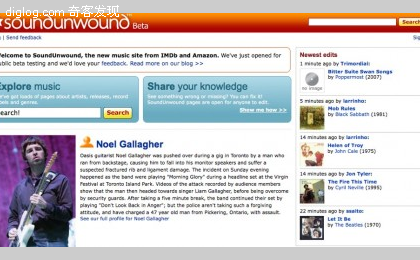 diglog.com 奇客发现
soundunwound Beta
Search
| Send feedback
Welcome to SoundUnwound, the new music site from IMDb and Amazon. We've just opened for
public beta testing and we'd love your feedback. Read more on our blog >>
Explore music
We've got loads of pages about artists, releases, record
labels and genres.
search!
Search
Share your knowledge
See something wrong or missing? You can fix it!
SoundUnwound pages are open for anyone to edit.
Show me how >>
Noel Gallagher
Oasis guitarist Noel Gallagher was pushed over during a gig in Toronto by a man who
ran from backstage, causing him to fall into his monitor speakers and suffer a
suspected fractured rib and ligament damage. The incident on Sunday evening
happened as the band were playing "Morning Glory" during a headline set at the Virgin
Festival at Toronto Island Park. Videos of the attack recorded by audience members
show that the man then headed towards singer Liam Gallagher, before being overcome
by security guards. After taking a five minute break, the band continued their set by
playing "Don't Look Back in Anger"; but the police aren't taking such a forgiving
attitude, and have charged a 47 year old man from Pickering, Ontario, with assault.
See our full profile for Noel Gallagher
Newest edits
1 minute ago by Trimordial:
no image
Bitter Suite Swan Songs
by Poppermost (2007)
5 minutes ago by larrinho:
Mob Rules
by Black Sabbath (1981)
14 minutes ago by larrinho:
Helen of Troy
by John Cale (1975)
14 minutes ago by Jon Tyler:
The Fire This Time
by Cyril Neville (1995)
22 minutes ago by
Let It Be
by The Beatles (1970)